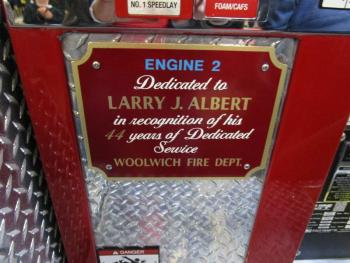 NO. 1 SPEEDLAY
FOAM/CAFS
ENGINE 2
Dedicated to
LARRY J. ALBERT
in recognition of his
44 years of Dedicated
Service
WOOLWICH FIRE DEPT.
DANGER